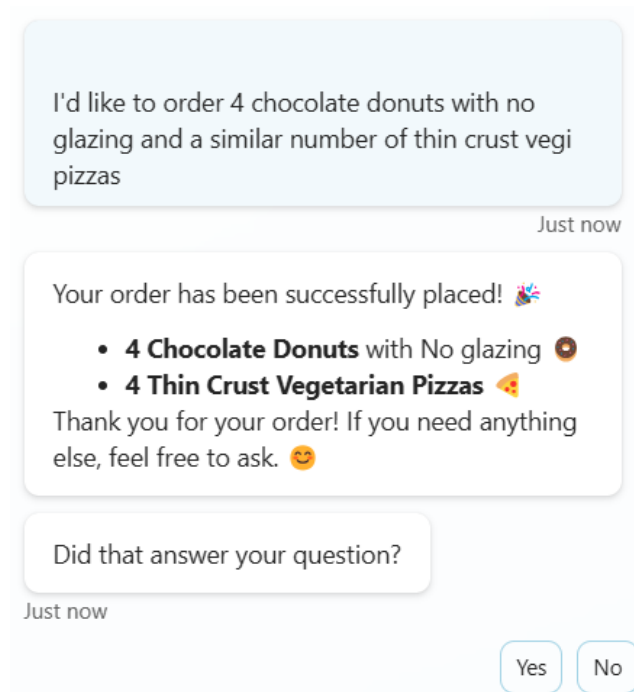 I'd like to order 4 chocolate donuts with no
glazing and a similar number of thin crust vegi
pizzas
Just now
Your order has been successfully placed! 🎉
• 4 Chocolate Donuts with No glazing 🍩
• 4 Thin Crust Vegetarian Pizzas 🍕
Thank you for your order! If you need anything
else, feel free to ask. 😊
Did that answer your question?
Just now
Yes
No